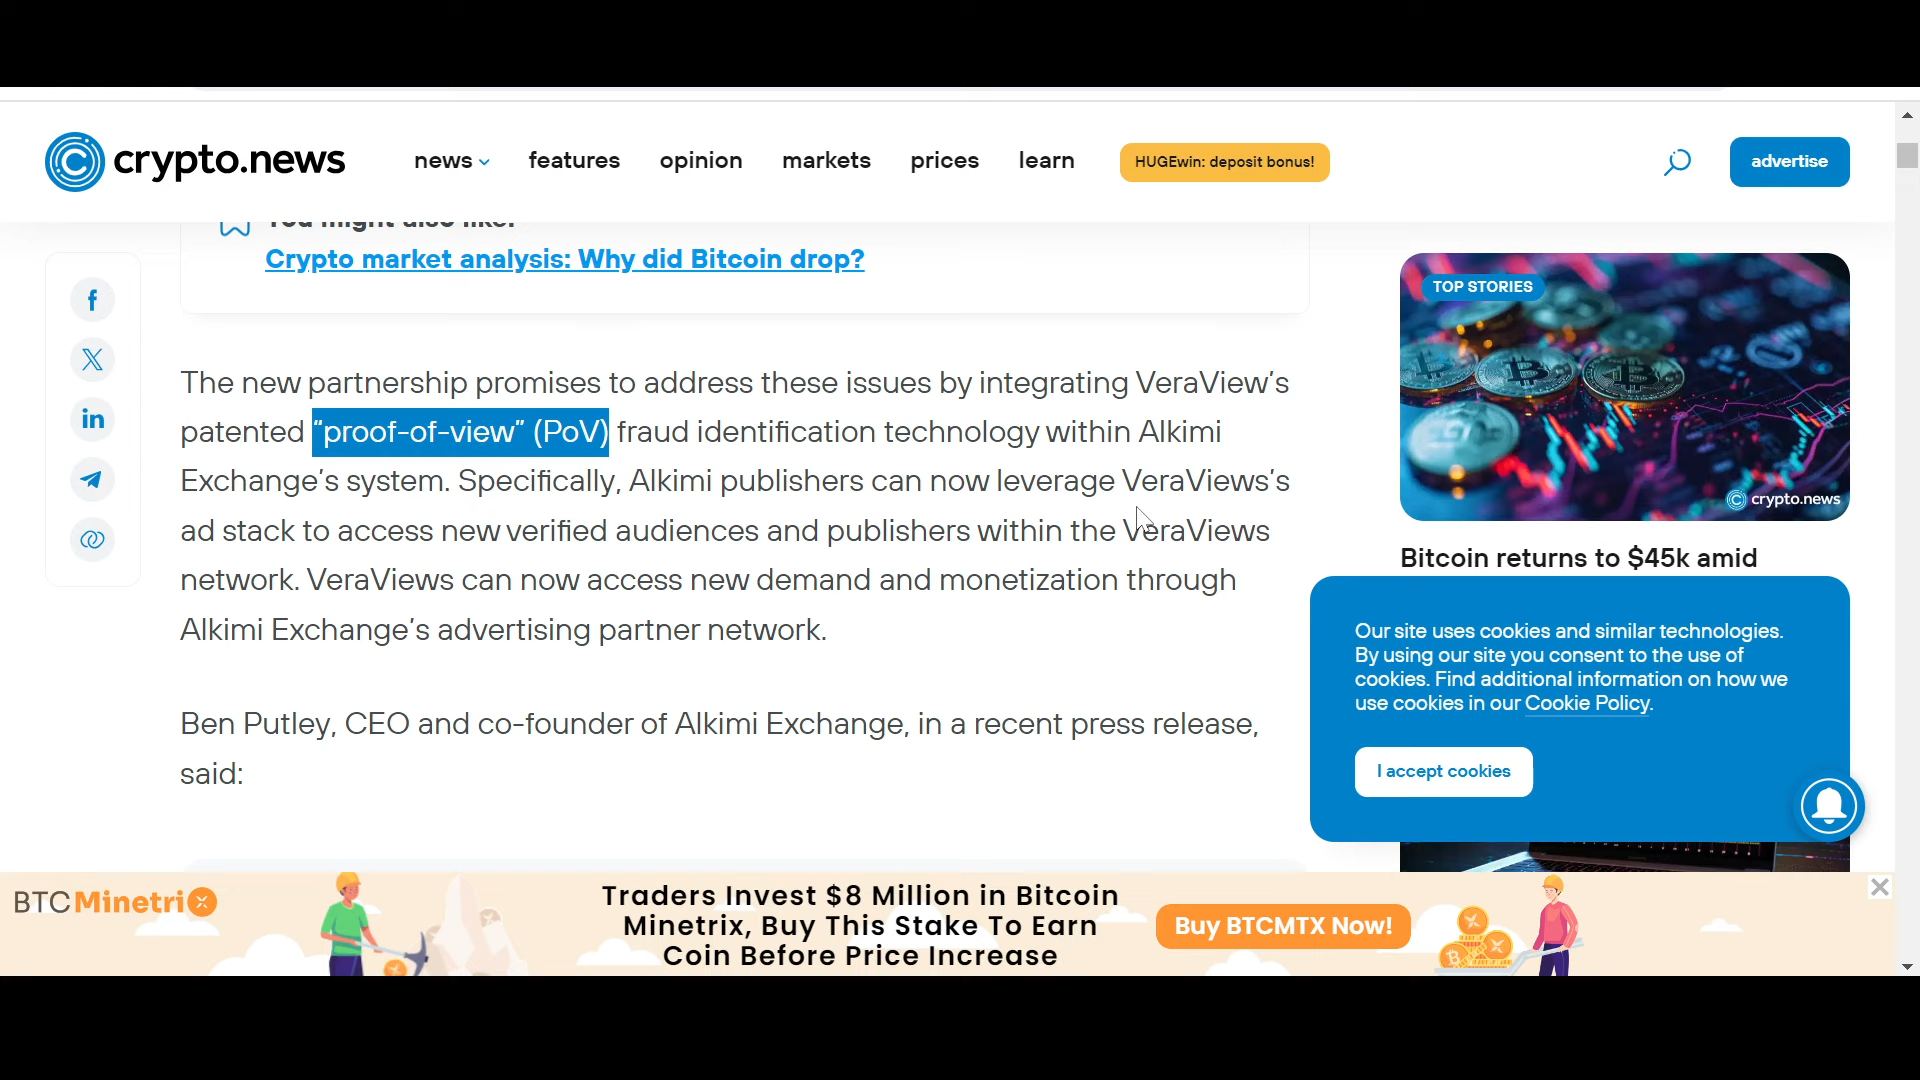 crypto.news
news
features
opinion
markets
prices
learn
HUGEwin: deposit bonus!
advertise
You might also like:
Crypto market analysis: Why did Bitcoin drop?
The new partnership promises to address these issues by integrating VeraView’s
patented “proof-of-view” (PoV) fraud identification technology within Alkimi
Exchange’s system. Specifically, Alkimi publishers can now leverage VeraViews’s
ad stack to access new verified audiences and publishers within the VeraViews
network. VeraViews can now access new demand and monetization through
Alkimi Exchange’s advertising partner network.
Ben Putley, CEO and co-founder of Alkimi Exchange, in a recent press release,
said:
TOP STORIES
crypto.news
Bitcoin returns to $45k amid
Our site uses cookies and similar technologies.
By using our site you consent to the use of
cookies. Find additional information on how we
use cookies in our Cookie Policy.
I accept cookies
BTCMinetrix
Traders Invest $8 Million in Bitcoin
Minetrix, Buy This Stake To Earn
Coin Before Price Increase
Buy BTCMTX Now!